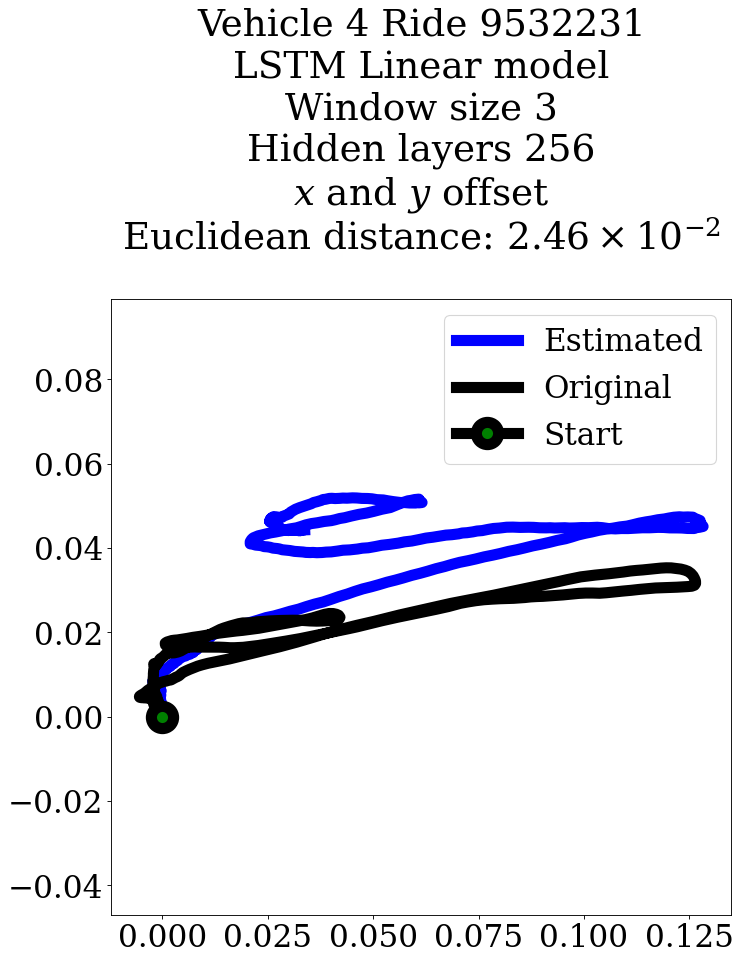 Vehicle 4 Ride 9532231
LSTM Linear model
Window size 3
Hidden layers 256
x and y offset
Euclidean distance: 2.46 × 10⁻²
Estimated
Original
Start
0.08
0.06
0.04
0.02
0.00
−0.02
−0.04
0.000 0.025 0.050 0.075 0.100 0.125